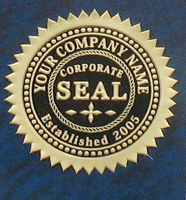 YOUR COMPANY NAME
CORPORATE
SEAL
Established 2005